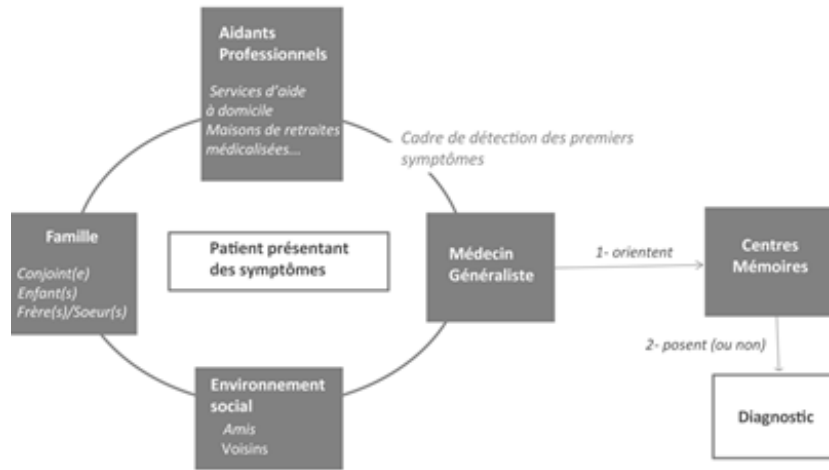 Aidants
Professionnels
Services d'aide
à domicile
Maisons de retraites
médicalisées...
Cadre de détection des premiers
symptômes
Famille
Conjoint(e)
Enfant(s)
Frère(s)/Soeur(s)
Patient présentant
des symptômes
Médecin
Généraliste
1- orientent
Centres
Mémoires
2- posent (ou non)
Environnement
social
Amis
Voisins
Diagnostic